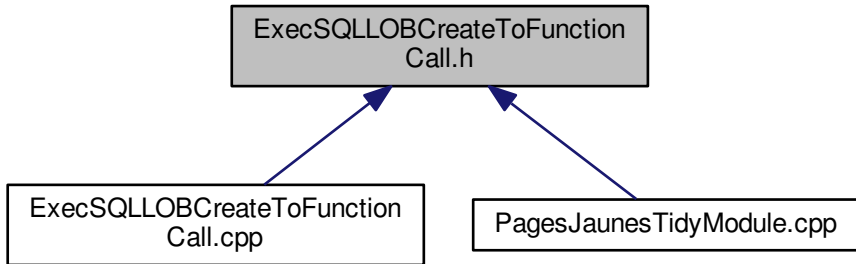 ExecSQLLOBCreateToFunction
Call.h
ExecSQLLOBCreateToFunction
Call.cpp
PagesJaunesTidyModule.cpp